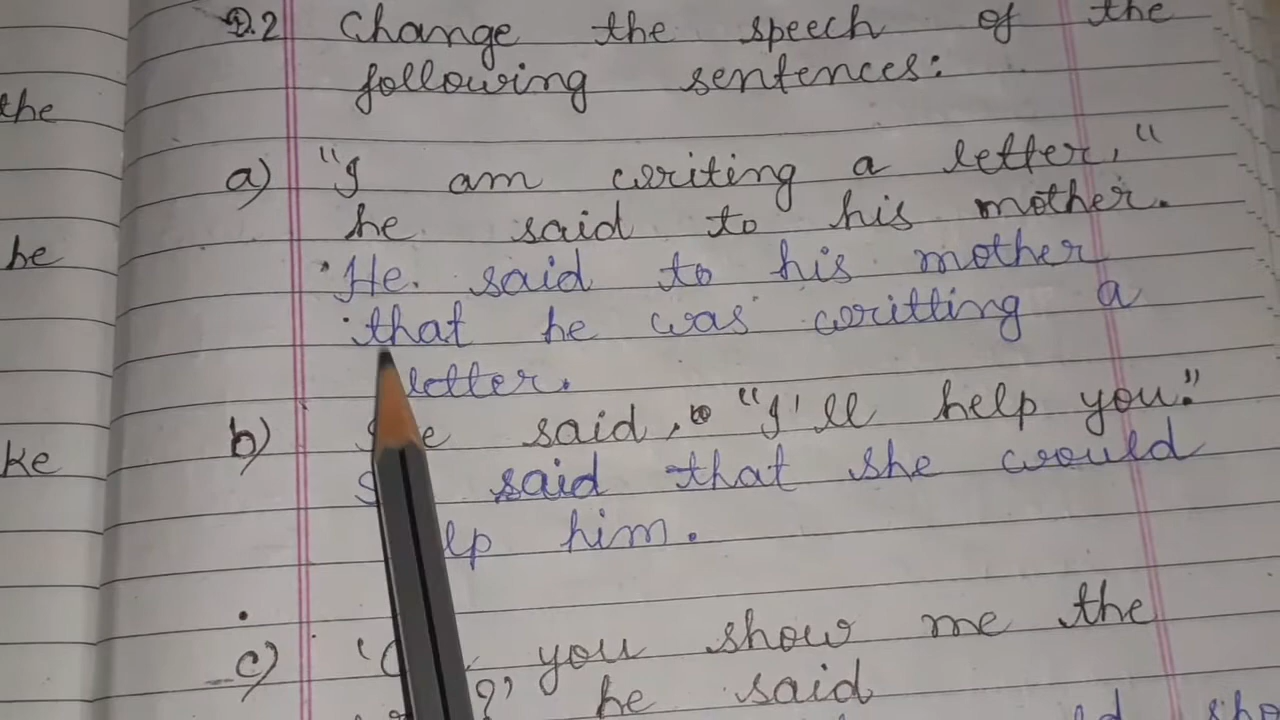 the
he
ke
Q.2 Change the speech of the
following sentences:
a) "I am writing a letter,"
he said to his mother.
He said to his mother
that he was writting a
letter.
b) said, "I'll help you."
said that she would
him.
c) you show me the
?' he said